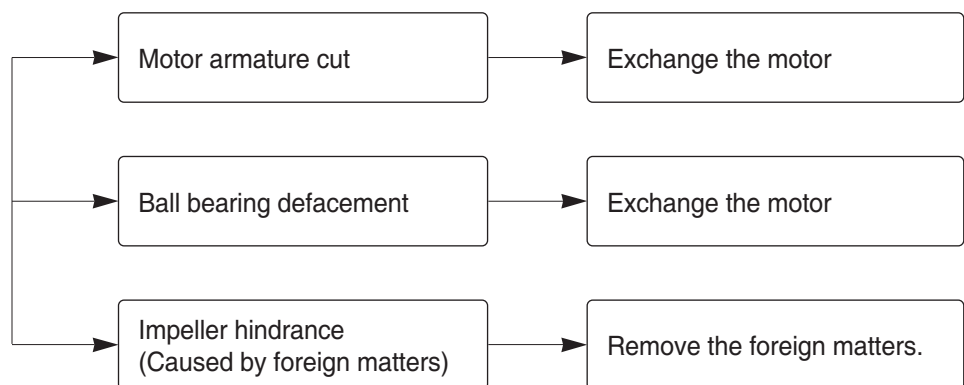 Motor armature cut
Exchange the motor
Ball bearing defacement
Exchange the motor
Impeller hindrance
(Caused by foreign matters)
Remove the foreign matters.